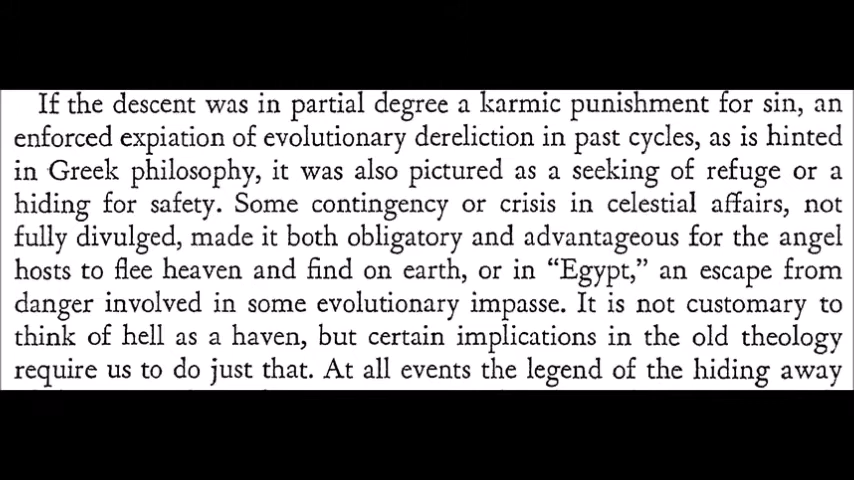 If the descent was in partial degree a karmic punishment for sin, an
enforced expiation of evolutionary dereliction in past cycles, as is hinted
in Greek philosophy, it was also pictured as a seeking of refuge or a
hiding for safety. Some contingency or crisis in celestial affairs, not
fully divulged, made it both obligatory and advantageous for the angel
hosts to flee heaven and find on earth, or in “Egypt,” an escape from
danger involved in some evolutionary impasse. It is not customary to
think of hell as a haven, but certain implications in the old theology
require us to do just that. At all events the legend of the hiding away